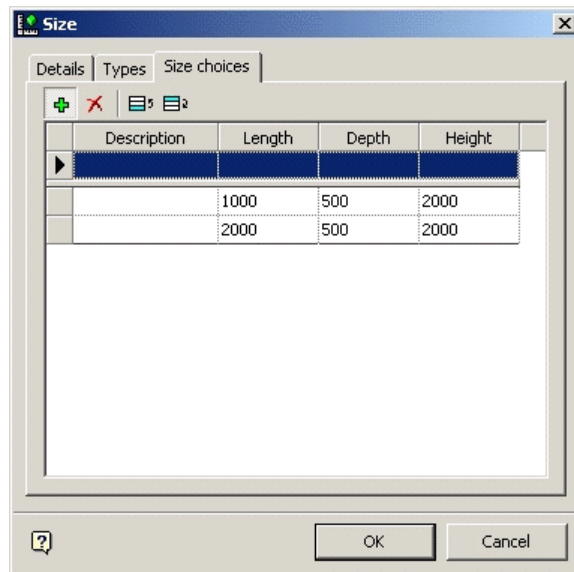 Size
Details Types Size choices
Description Length Depth Height
1000 500 2000
2000 500 2000
OK Cancel